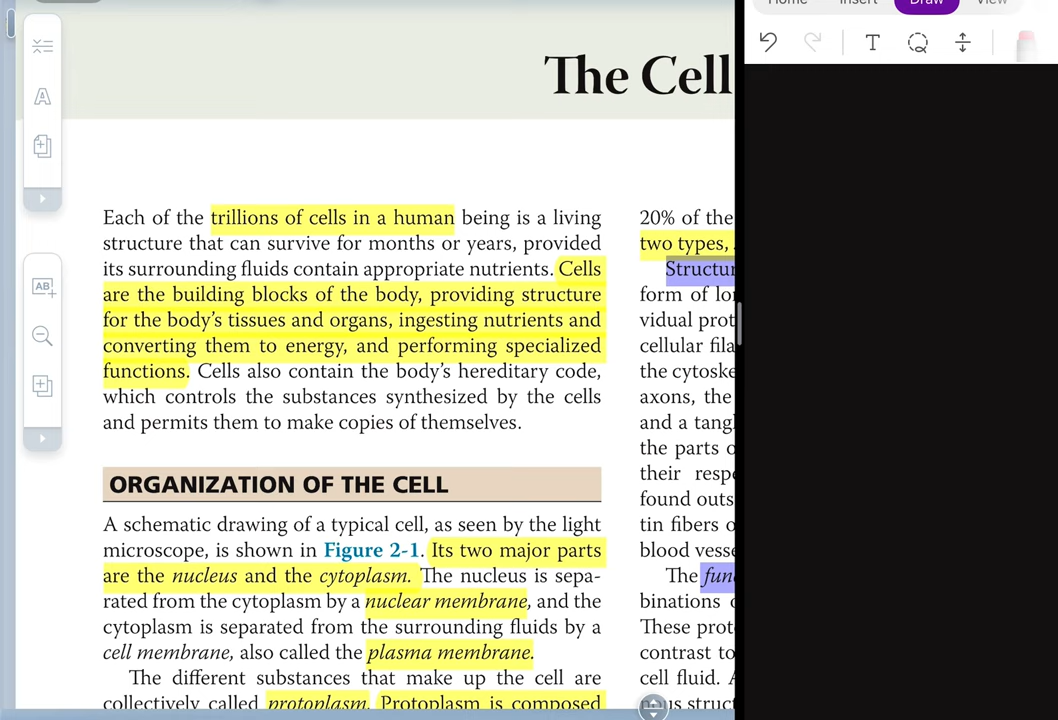 Home Insert Draw View
T
A
AB
The Cell
Each of the trillions of cells in a human being is a living
structure that can survive for months or years, provided
its surrounding fluids contain appropriate nutrients. Cells
are the building blocks of the body, providing structure
for the body's tissues and organs, ingesting nutrients and
converting them to energy, and performing specialized
functions. Cells also contain the body's hereditary code,
which controls the substances synthesized by the cells
and permits them to make copies of themselves.
ORGANIZATION OF THE CELL
A schematic drawing of a typical cell, as seen by the light
microscope, is shown in Figure 2-1. Its two major parts
are the nucleus and the cytoplasm. The nucleus is sepa-
rated from the cytoplasm by a nuclear membrane, and the
cytoplasm is separated from the surrounding fluids by a
cell membrane, also called the plasma membrane.
The different substances that make up the cell are
collectively called protoplasm. Protoplasm is composed
20% of the
two types,
Structur
form of lo
vidual prot
cellular fila
the cytoske
axons, the
and a tang
the parts o
their resp
found outs
tin fibers o
blood vesse
The fun
binations
These prot
contrast to
cell fluid.
struct